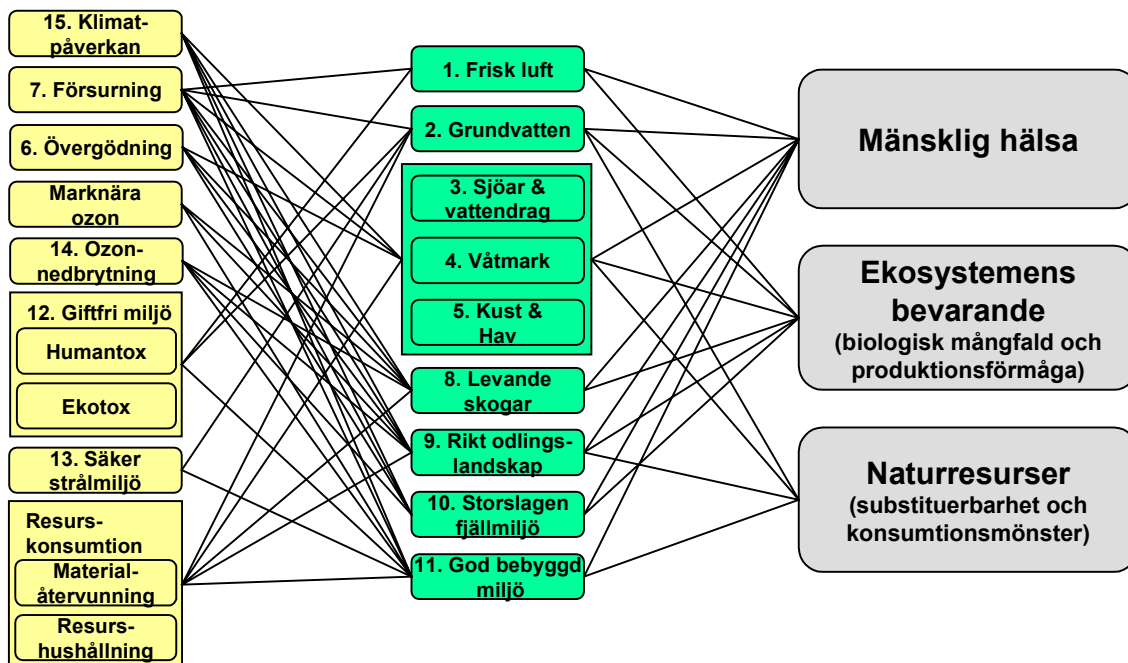 15. Klimat-
påverkan
7. Försurning
6. Övergödning
Marknära
ozon
14. Ozon-
nedbrytning
12. Giftfri miljö
Humantox
Ekotox
13. Säker
strålmiljö
Resurs-
konsumtion
Material-
återvunning
Resurs-
hushållning
1. Frisk luft
2. Grundvatten
3. Sjöar &
vattendrag
4. Våtmark
5. Kust &
Hav
8. Levande
skogar
9. Rikt odlings-
landskap
10. Storslagen
fjällmiljö
11. God bebyggd
miljö
Mänsklig hälsa
Ekosystemens
bevarande
(biologisk mångfald och
produktionsförmåga)
Naturresurser
(substituerbarhet och
konsumtionsmönster)